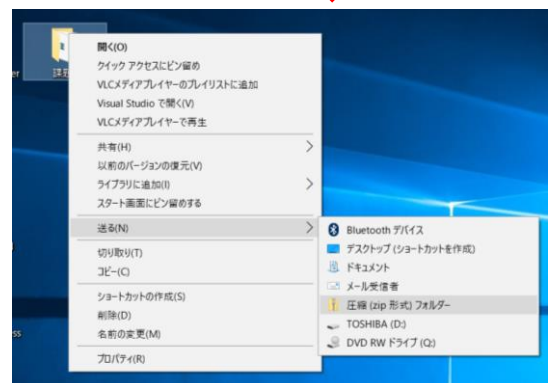 開く(O)
クイック アクセスにピン留め
VLCメディアプレイヤーのプレイリストに追加
Visual Studio で開く(V)
VLCメディアプレイヤーで再生
共有(H)
以前のバージョンの復元(V)
ライブラリに追加(I)
スタート画面にピン留めする
送る(N)
切り取り(T)
コピー(C)
ショートカットの作成(S)
削除(D)
名前の変更(M)
プロパティ(R)
Bluetooth デバイス
デスクトップ (ショートカットを作成)
ドキュメント
メール受信者
圧縮 (zip 形式) フォルダー
TOSHIBA (D:)
DVD RW ドライブ (Q:)
er
ss